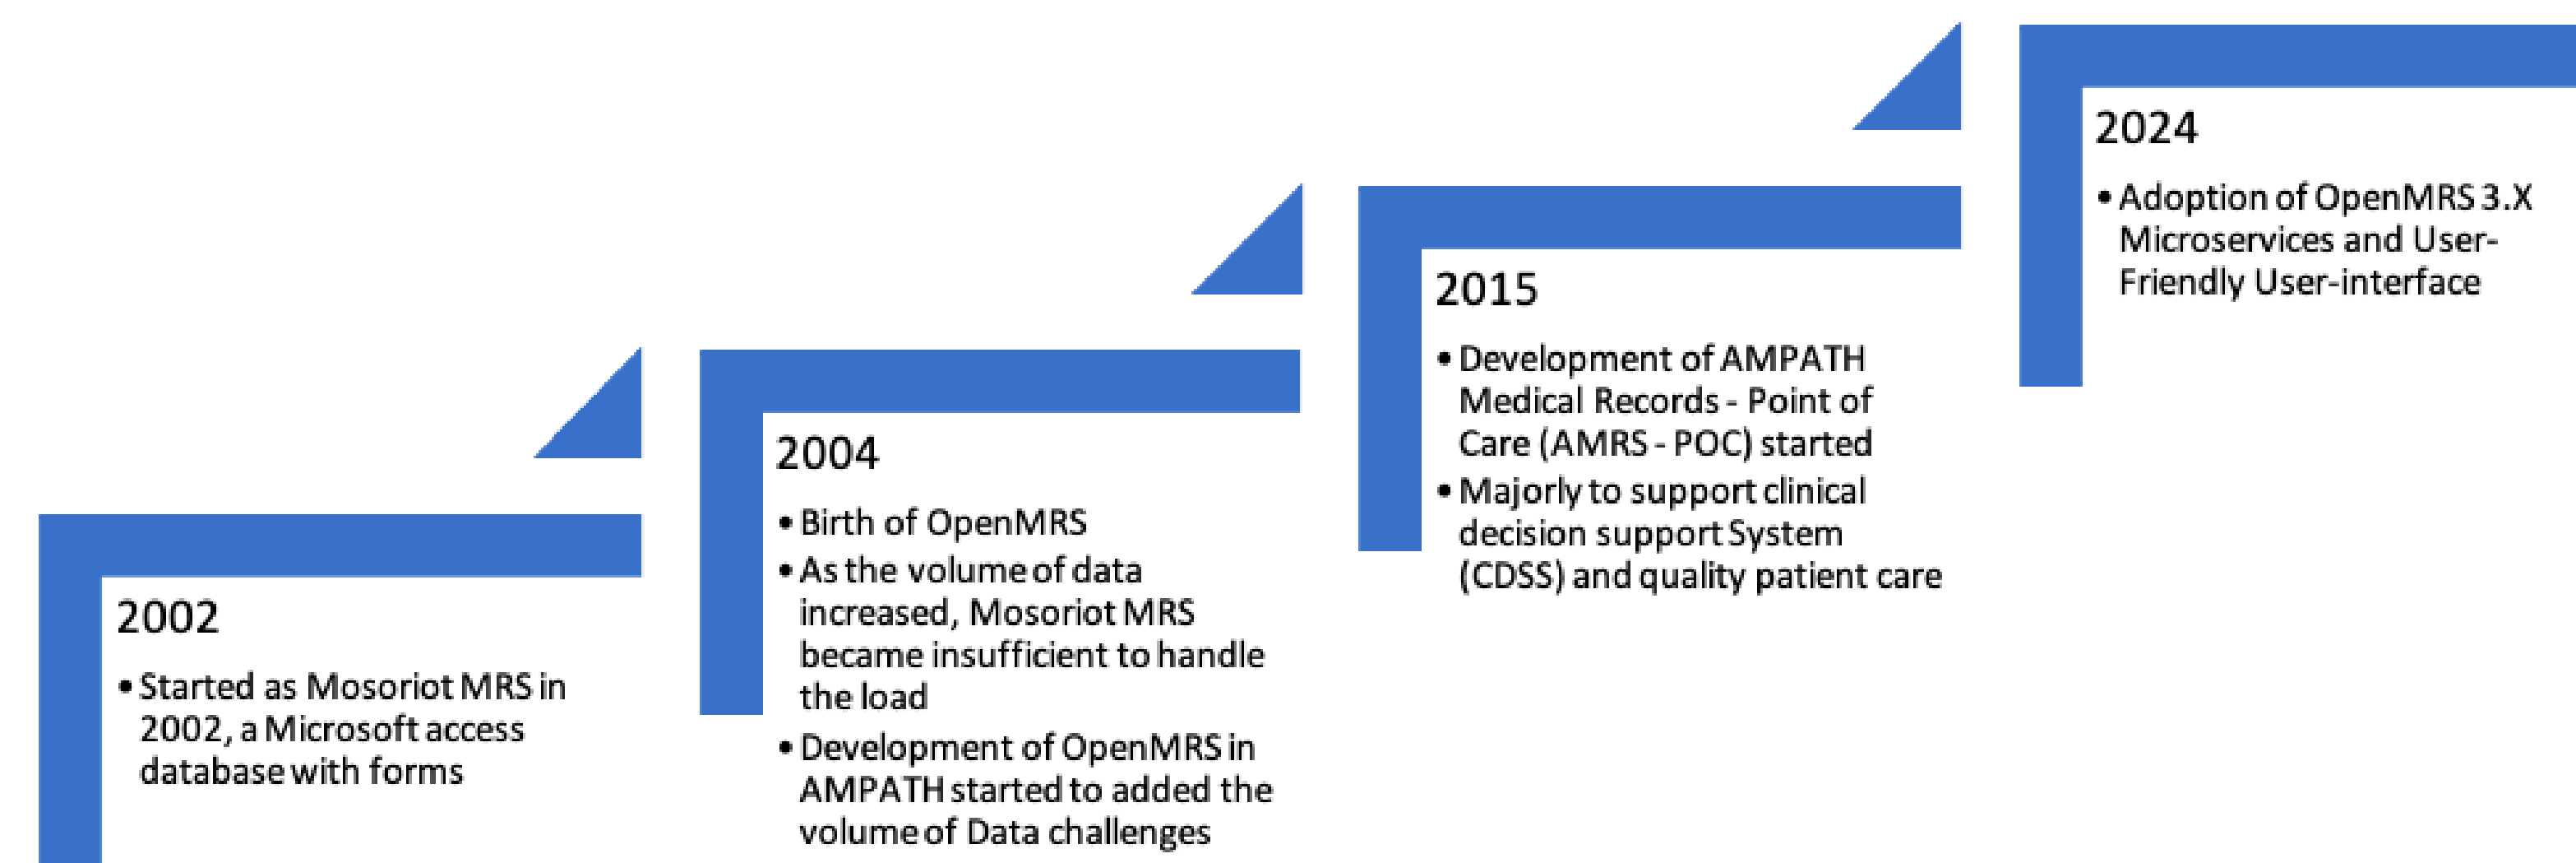 2002
• Started as Mosoriot MRS in
2002, a Microsoft access
database with forms
2004
• Birth of OpenMRS
• As the volume of data
increased, Mosoriot MRS
became insufficient to handle
the load
• Development of OpenMRS in
AMPATH started to added the
volume of Data challenges
2015
• Development of AMPATH
Medical Records - Point of
Care (AMRS - POC) started
• Majorly to support clinical
decision support System
(CDSS) and quality patient care
2024
• Adoption of OpenMRS 3.X
Microservices and User-
Friendly User-interface